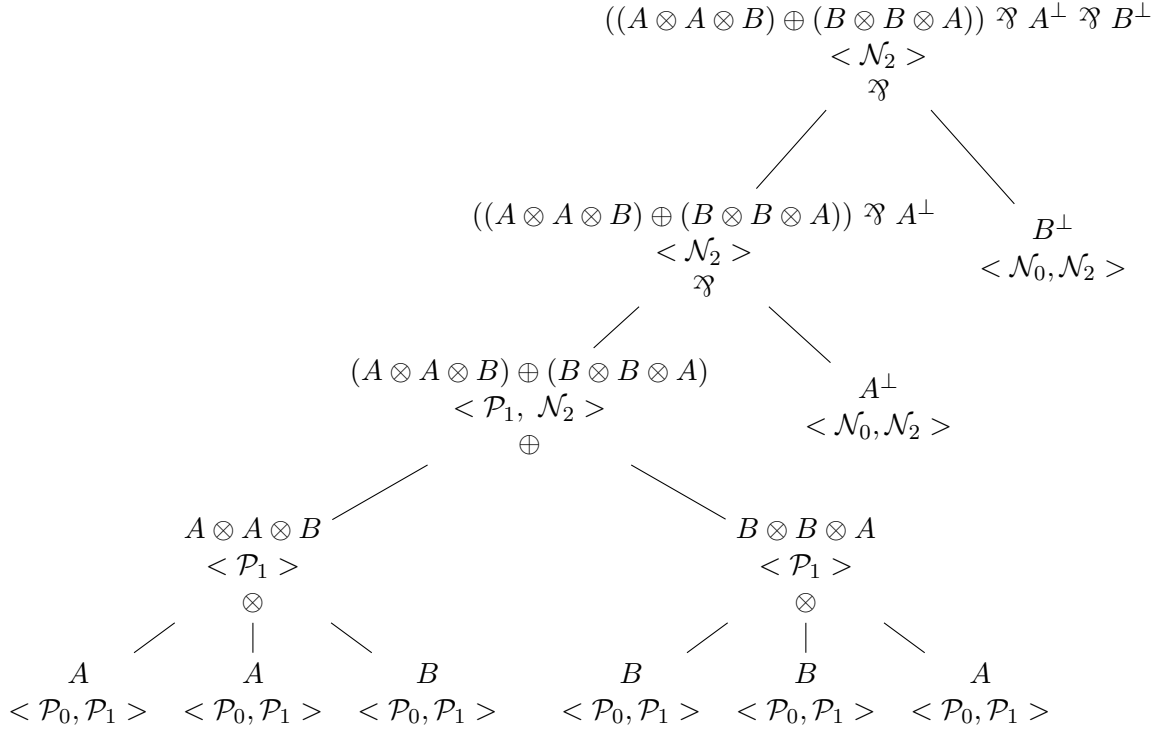 ((A ⊗ A ⊗ B) ⊕ (B ⊗ B ⊗ A)) ⅋ A⊥ ⅋ B⊥
< 𝒩₂ >
⅋
((A ⊗ A ⊗ B) ⊕ (B ⊗ B ⊗ A)) ⅋ A⊥
< 𝒩₂ >
⅋
B⊥
< 𝒩₀, 𝒩₂ >
(A ⊗ A ⊗ B) ⊕ (B ⊗ B ⊗ A)
< 𝒫₁, 𝒩₂ >
⊕
A⊥
< 𝒩₀, 𝒩₂ >
A ⊗ A ⊗ B
< 𝒫₁ >
⊗
B ⊗ B ⊗ A
< 𝒫₁ >
⊗
A
< 𝒫₀, 𝒫₁ >
A
< 𝒫₀, 𝒫₁ >
B
< 𝒫₀, 𝒫₁ >
B
< 𝒫₀, 𝒫₁ >
B
< 𝒫₀, 𝒫₁ >
A
< 𝒫₀, 𝒫₁ >